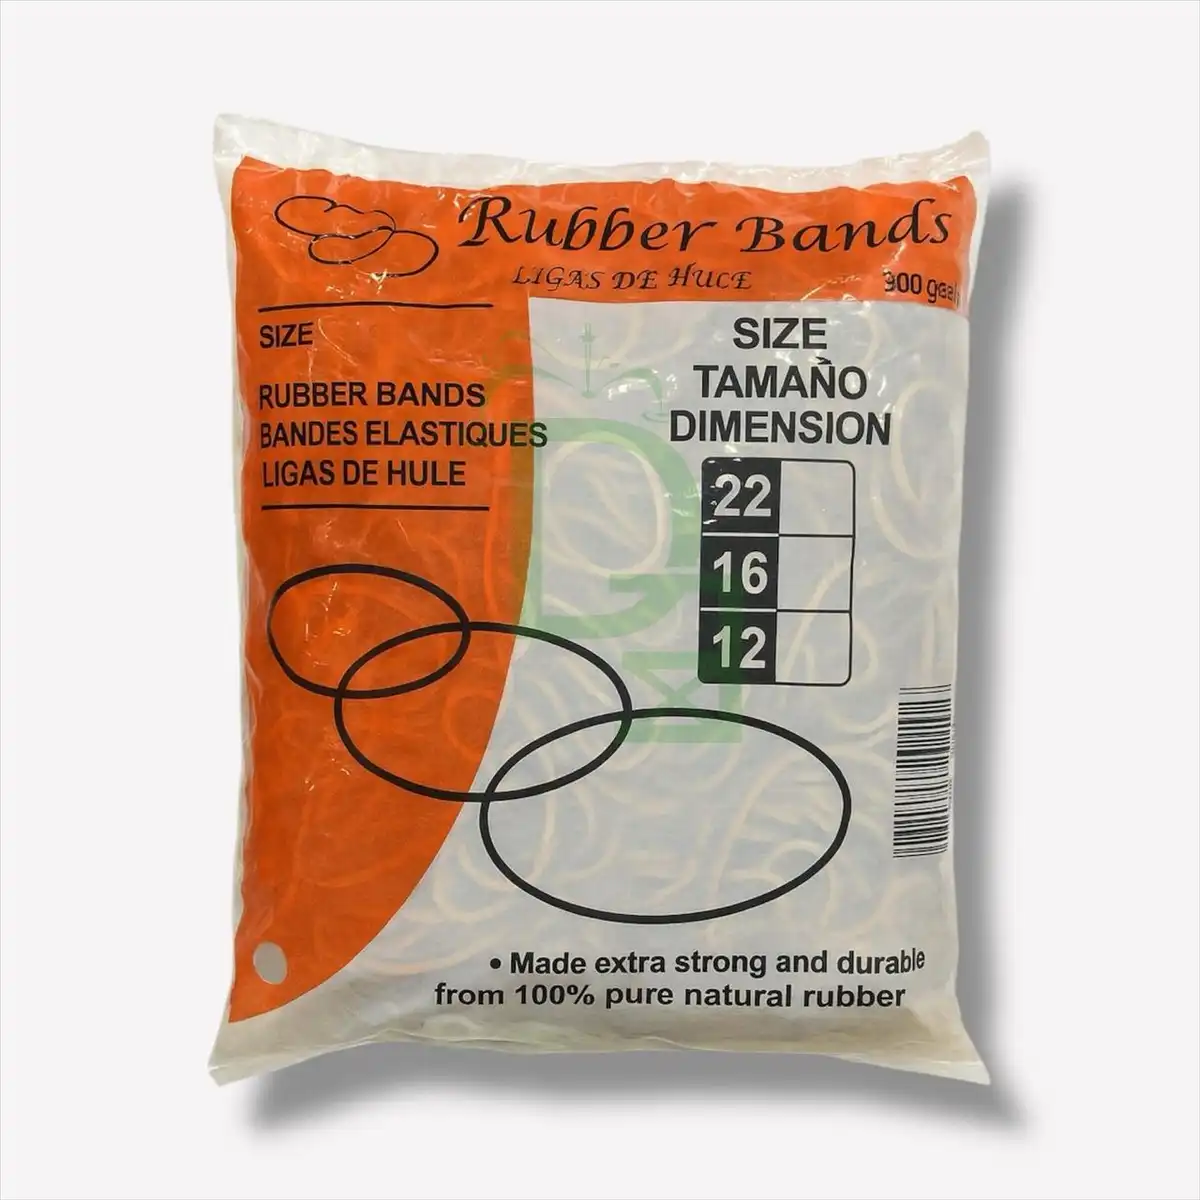 Rubber Bands
LIGAS DE HUCE
SIZE
RUBBER BANDS
BANDES ELASTIQUES
LIGAS DE HULE
SIZE
TAMAÑO
DIMENSION
22
16
12
• Made extra strong and durable
from 100% pure natural rubber